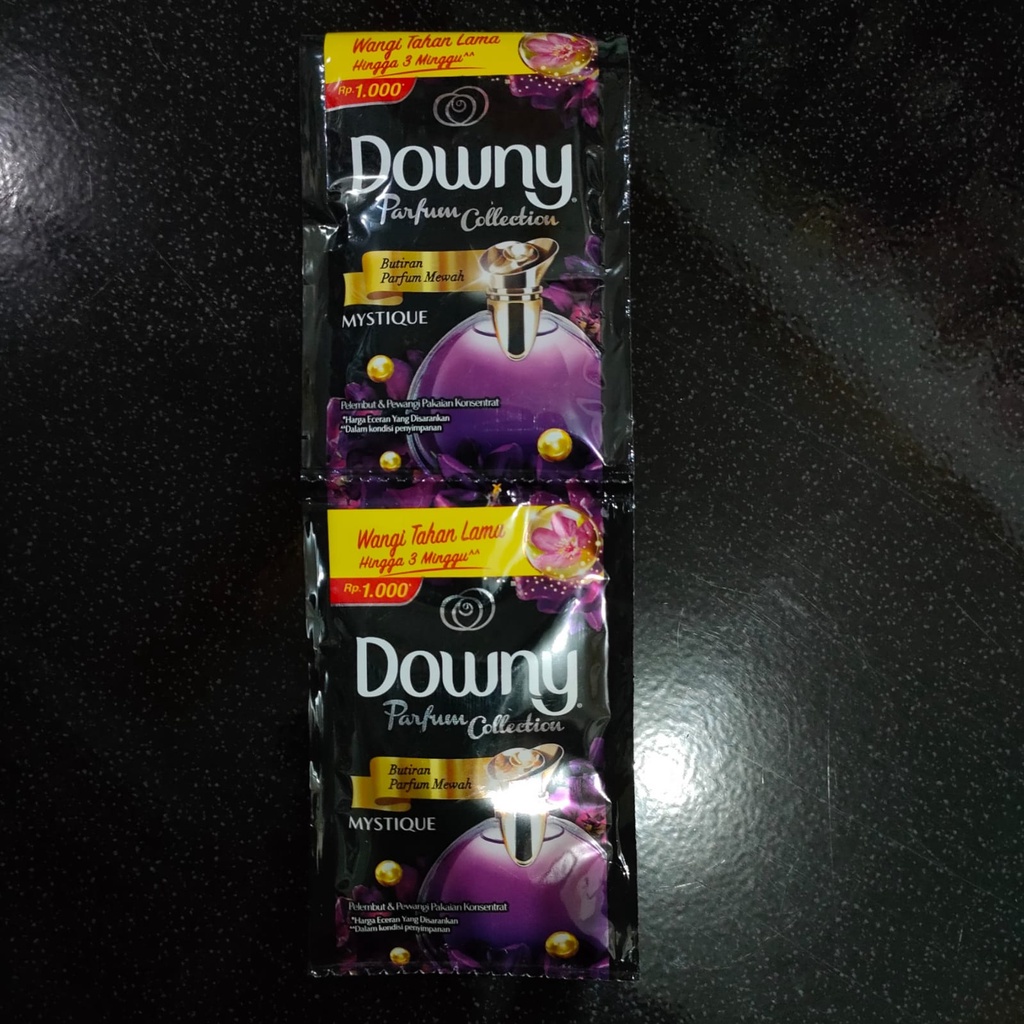 Wangi Tahan Lama
Hingga 3 Minggu^^
Rp.1.000*
Downy®
Parfum Collection
Butiran
Parfum Mewah
MYSTIQUE
Pelembut & Pewangi Pakaian Konsentrat
*Harga Eceran Yang Disarankan
^^Dalam kondisi penyimpanan
Wangi Tahan Lama
Hingga 3 Minggu^^
Rp.1.000*
Downy®
Parfum Collection
Butiran
Parfum Mewah
MYSTIQUE
Pelembut & Pewangi Pakaian Konsentrat
*Harga Eceran Yang Disarankan
^^Dalam kondisi penyimpanan